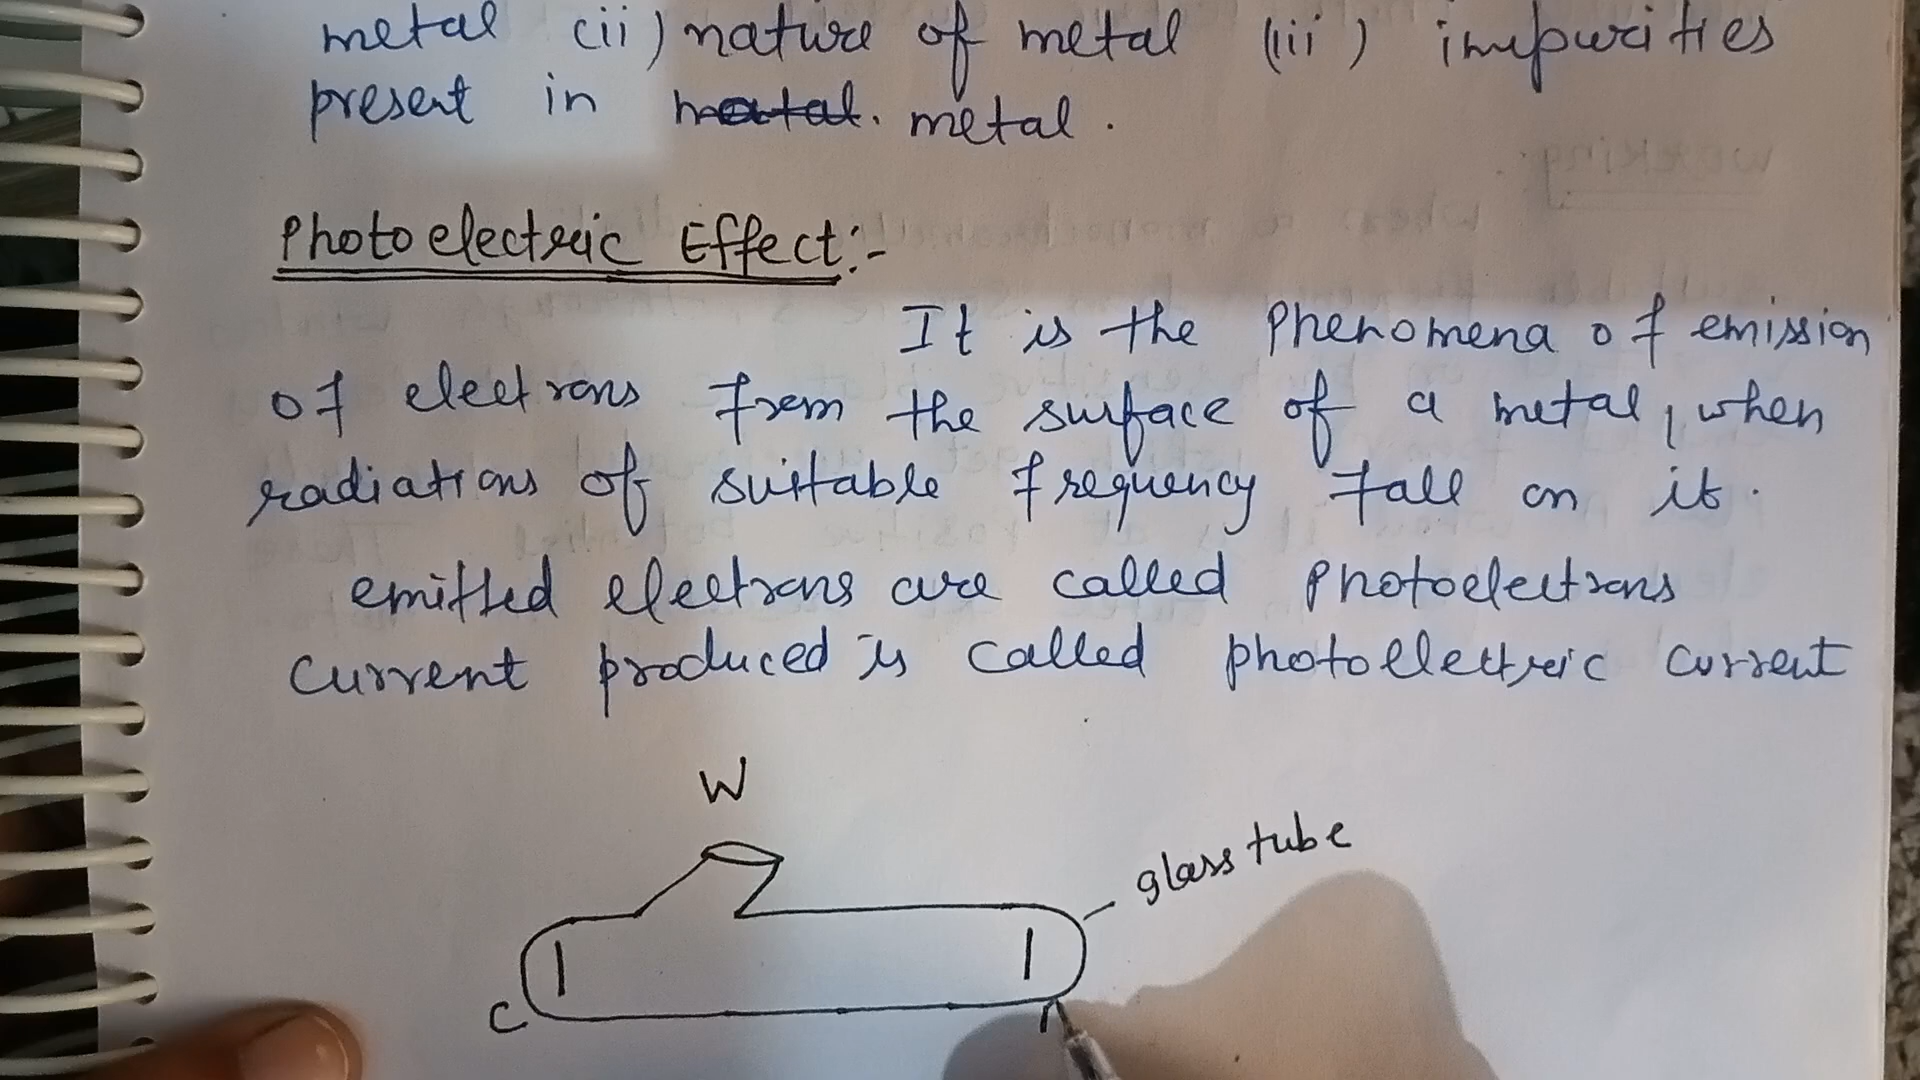 metal (ii) nature of metal (iii) impurities
present in metal. metal.
Photoelectric Effect:-
It is the Phenomena of emission
of electrons from the surface of a metal, when
radiations of suitable frequency fall on it.
emitted electrons are called Photoelectrons
Current produced is called photoelectric current
W
glass tube
C